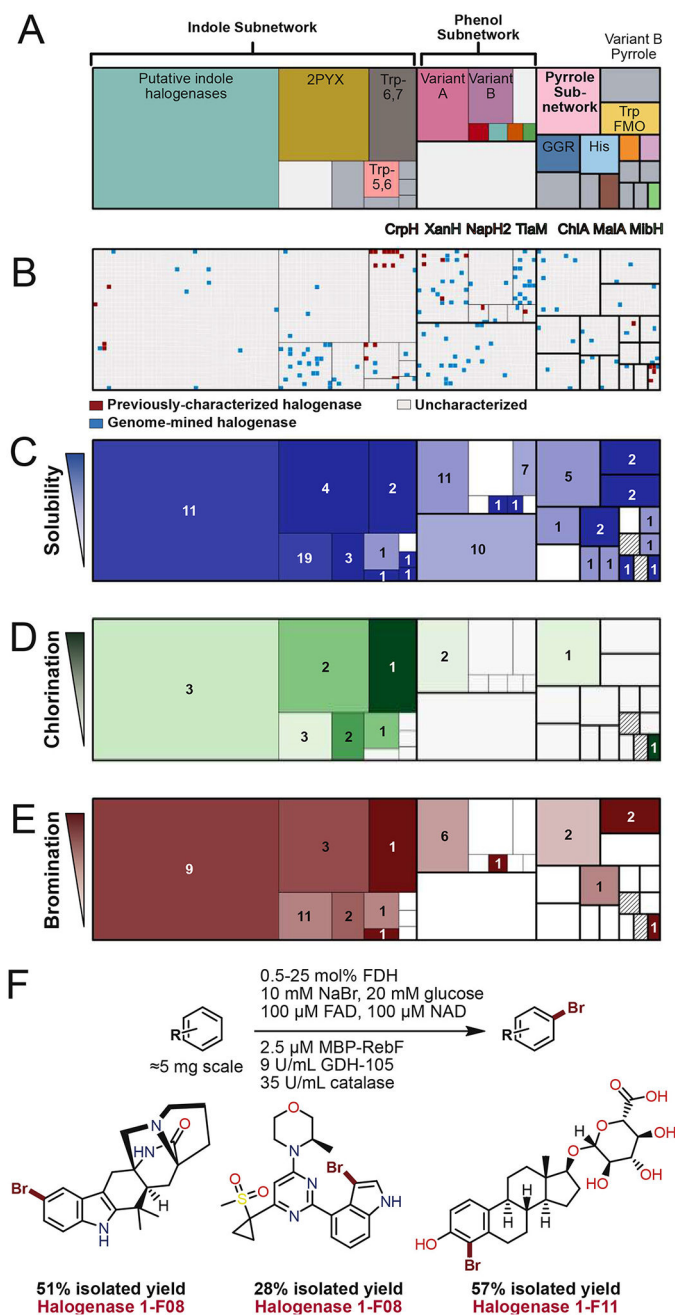 A
Indole Subnetwork
Phenol
Subnetwork
Variant B
Pyrrole
Putative indole
halogenases
2PYX
Trp-
6,7
Trp-
5,6
Variant
A
Variant
B
Pyrrole
Sub-
network
Trp
FMO
GGR
His
CrpH XanH NapH2 TiaM ChlA MalA MibH
B
Previously-characterized halogenase
Uncharacterized
Genome-mined halogenase
C
Solubility
11 4 2 11 7 5 2
2
19 3 1 1 1 1 1 10 1 2 1 1
1 1 1 1
D
Chlorination
3 2 1 2 1
3 2 1 1
E
Bromination
9 3 1 6 2 2
11 2 1 1 1 1 1
F
0.5-25 mol% FDH
10 mM NaBr, 20 mM glucose
100 µM FAD, 100 µM NAD
2.5 µM MBP-RebF
9 U/mL GDH-105
35 U/mL catalase
R
≈5 mg scale
R
Br
Br
HN
O
N
N
H
O
N
S
O
O
N
N
Br
NH
HO
Br
H
H
H
O
H
O
O
OH
OH
OH
HO
51% isolated yield
Halogenase 1-F08
28% isolated yield
Halogenase 1-F08
57% isolated yield
Halogenase 1-F11